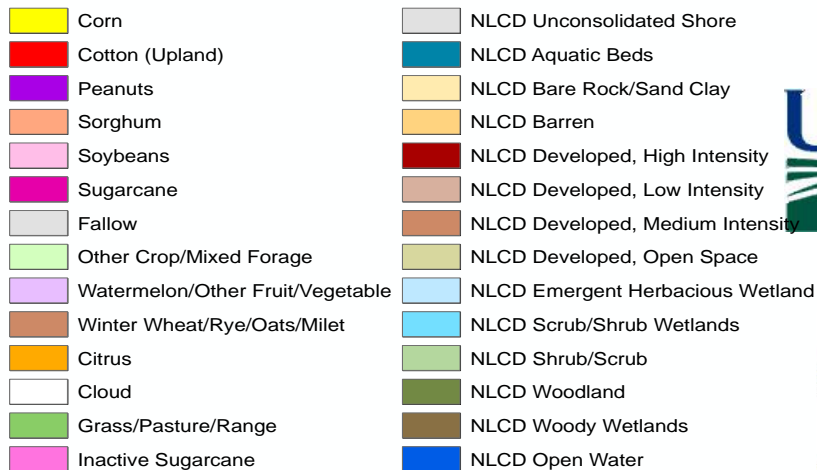 Corn
Cotton (Upland)
Peanuts
Sorghum
Soybeans
Sugarcane
Fallow
Other Crop/Mixed Forage
Watermelon/Other Fruit/Vegetable
Winter Wheat/Rye/Oats/Milet
Citrus
Cloud
Grass/Pasture/Range
Inactive Sugarcane
NLCD Unconsolidated Shore
NLCD Aquatic Beds
NLCD Bare Rock/Sand Clay
NLCD Barren
NLCD Developed, High Intensity
NLCD Developed, Low Intensity
NLCD Developed, Medium Intensity
NLCD Developed, Open Space
NLCD Emergent Herbacious Wetland
NLCD Scrub/Shrub Wetlands
NLCD Shrub/Scrub
NLCD Woodland
NLCD Woody Wetlands
NLCD Open Water